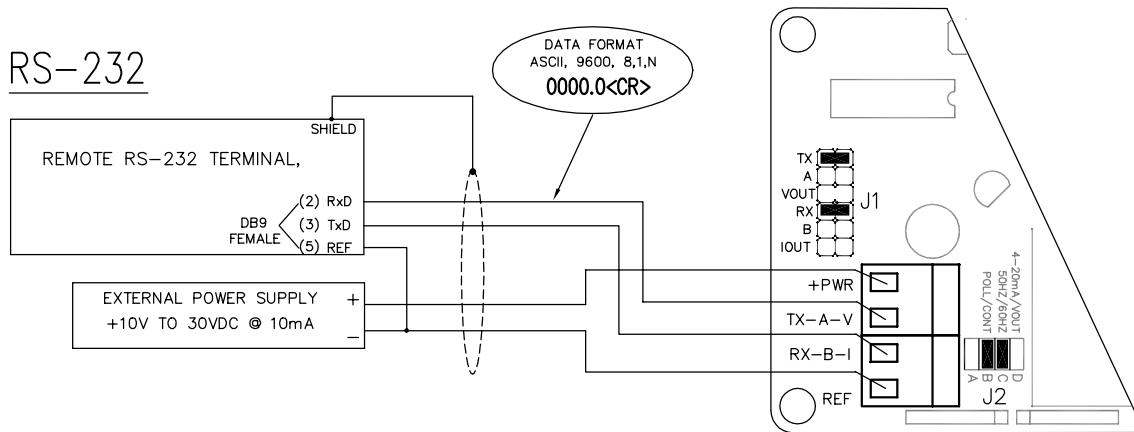 RS-232
DATA FORMAT
ASCII, 9600, 8,1,N
0000.0<CR>
SHIELD
REMOTE RS-232 TERMINAL,
(2) RxD
DB9
FEMALE
(3) TxD
(5) REF
EXTERNAL POWER SUPPLY +
+10V TO 30VDC @ 10mA −
TX
A
VOUT
RX
B
IOUT
J1
+PWR
TX-A-V
RX-B-I
REF
4-20mA/VOUT
50HZ/60HZ
POLL/CONT
A B C D
J2